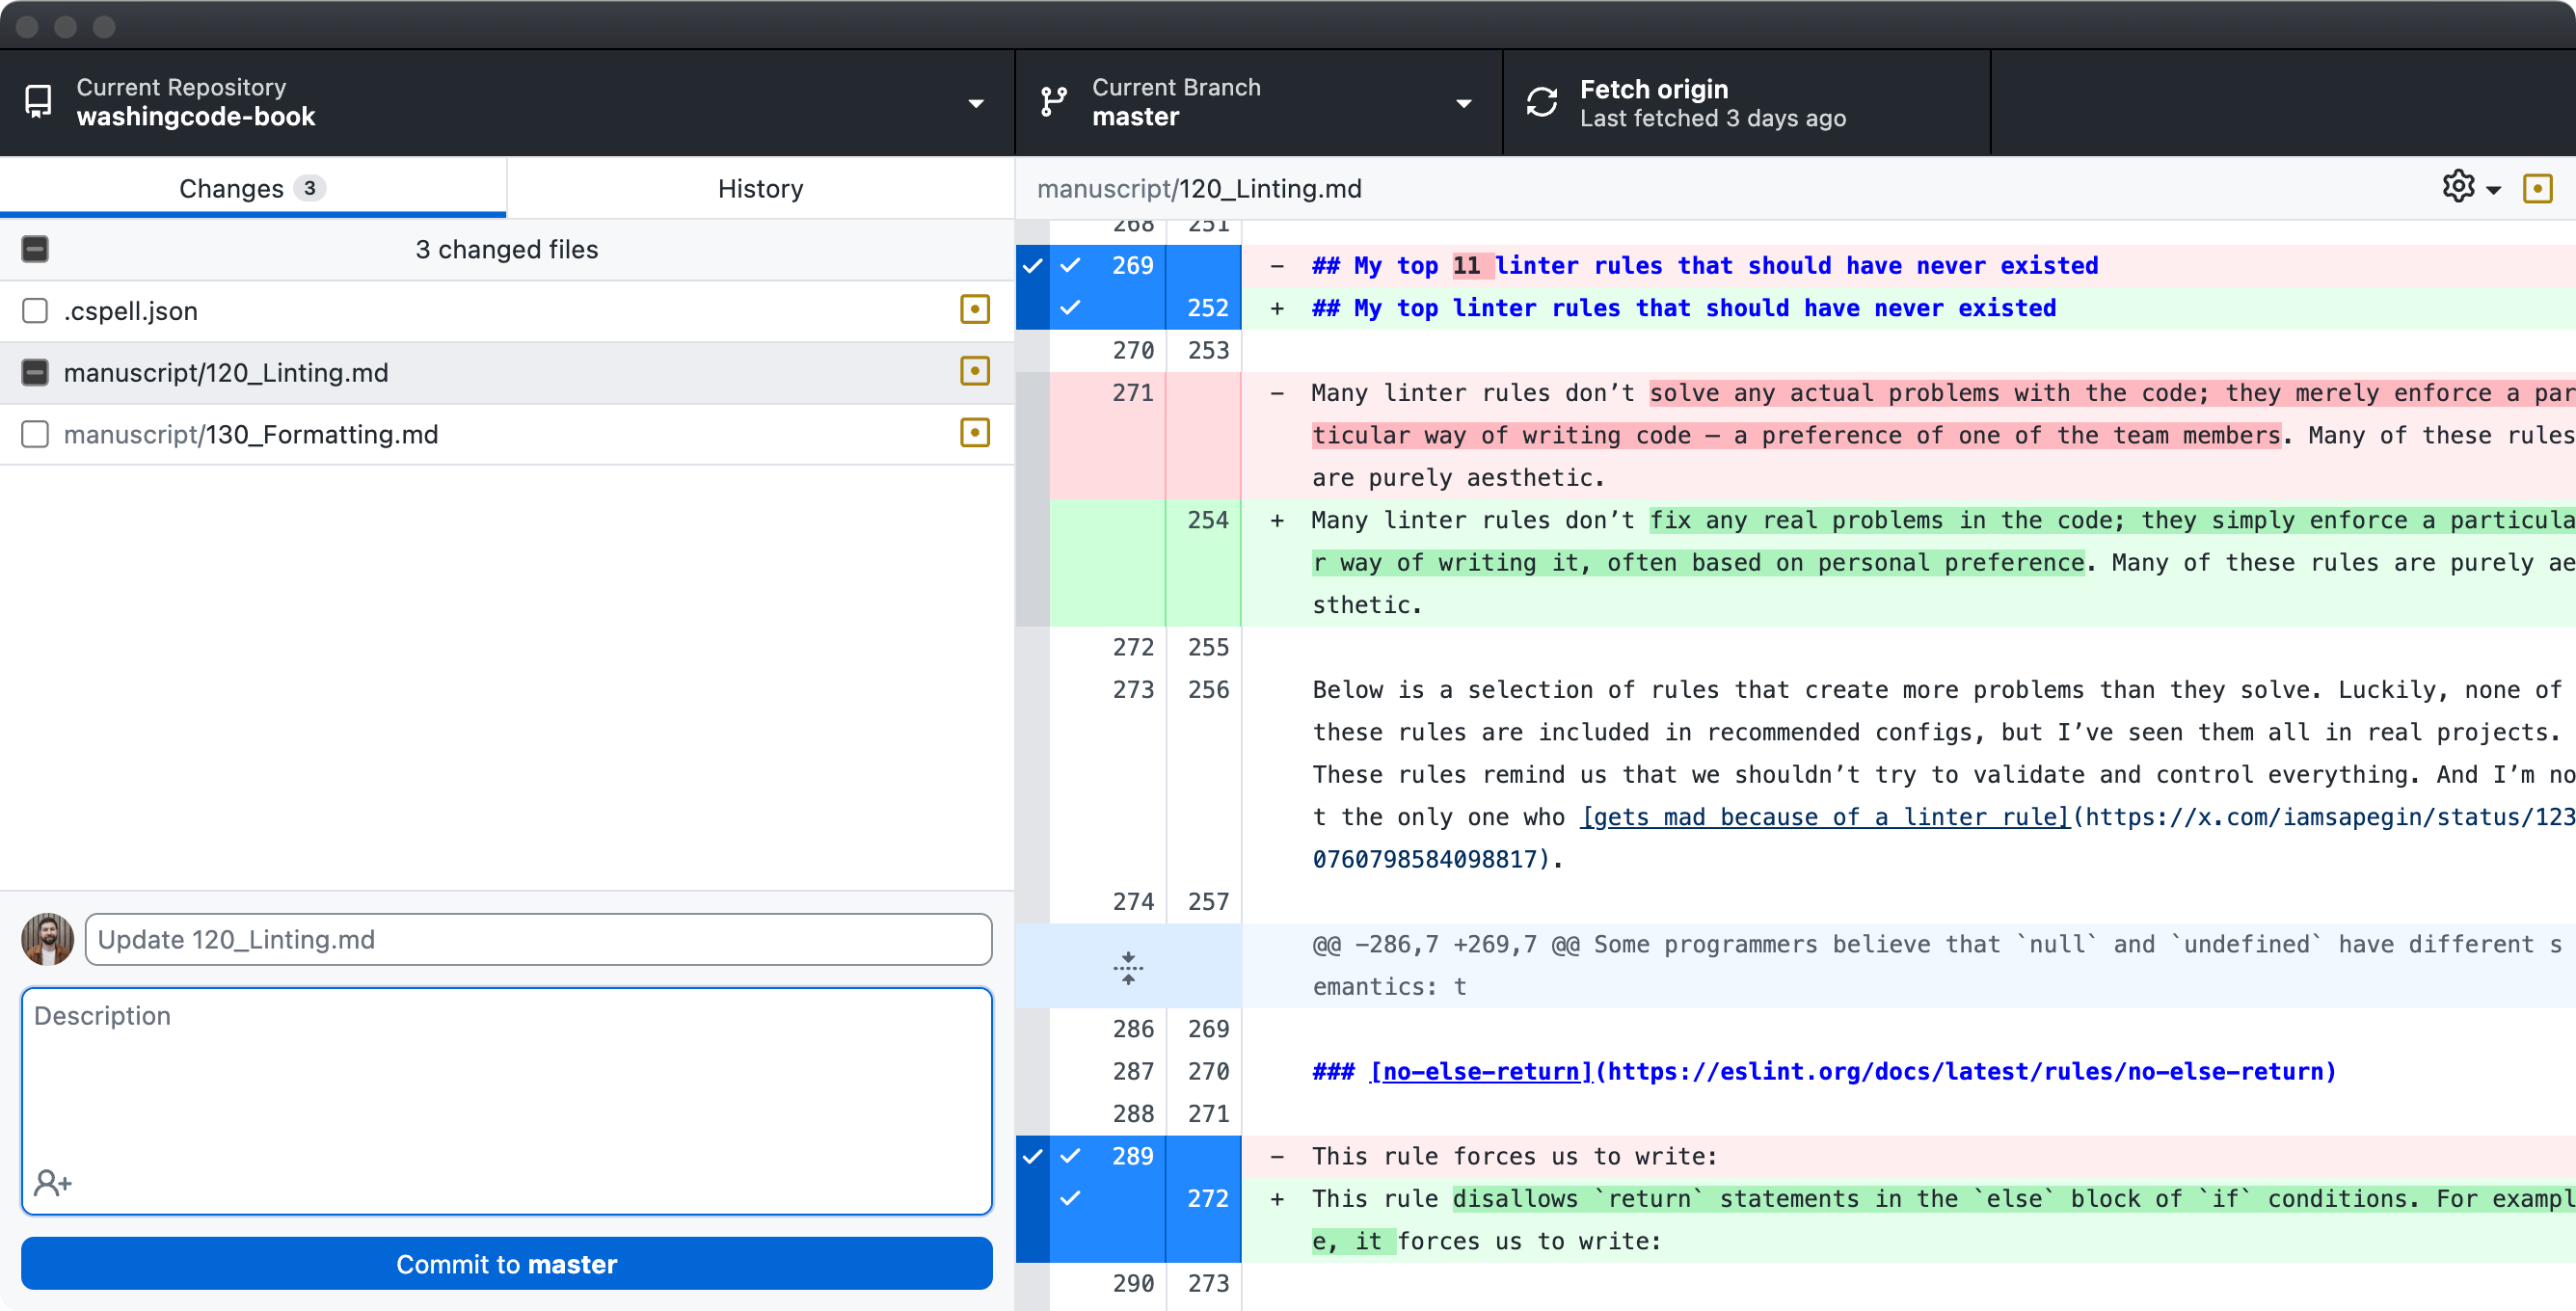 Current Repository
washingcode-book
Current Branch
master
Fetch origin
Last fetched 3 days ago
Changes 3
History
3 changed files
.cspell.json
manuscript/120_Linting.md
manuscript/130_Formatting.md
Update 120_Linting.md
Description
Commit to master
manuscript/120_Linting.md
268 251
269 − ## My top 11 linter rules that should have never existed
252 + ## My top linter rules that should have never existed
270 253
271 − Many linter rules don’t solve any actual problems with the code; they merely enforce a par
ticular way of writing code — a preference of one of the team members. Many of these rules
are purely aesthetic.
254 + Many linter rules don’t fix any real problems in the code; they simply enforce a particula
r way of writing it, often based on personal preference. Many of these rules are purely ae
sthetic.
272 255
273 256 Below is a selection of rules that create more problems than they solve. Luckily, none of
these rules are included in recommended configs, but I’ve seen them all in real projects.
These rules remind us that we shouldn’t try to validate and control everything. And I’m no
t the only one who [gets mad because of a linter rule](https://x.com/iamsapegin/status/123
0760798584098817).
274 257
@@ −286,7 +269,7 @@ Some programmers believe that `null` and `undefined` have different s
emantics: t
286 269
287 270 ### [no-else-return](https://eslint.org/docs/latest/rules/no-else-return)
288 271
289 − This rule forces us to write:
272 + This rule disallows `return` statements in the `else` block of `if` conditions. For exampl
e, it forces us to write:
290 273